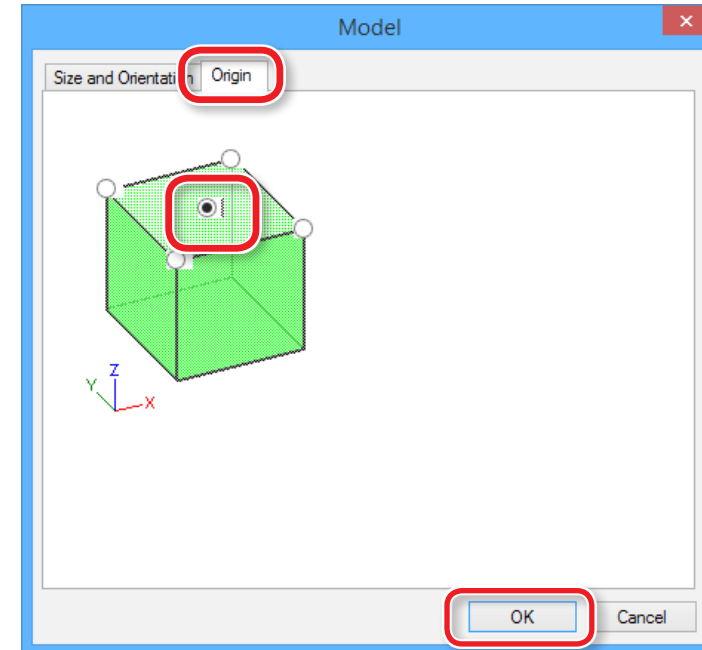 Model
Size and Orientati n
Origin
Z
Y
X
OK
Cancel